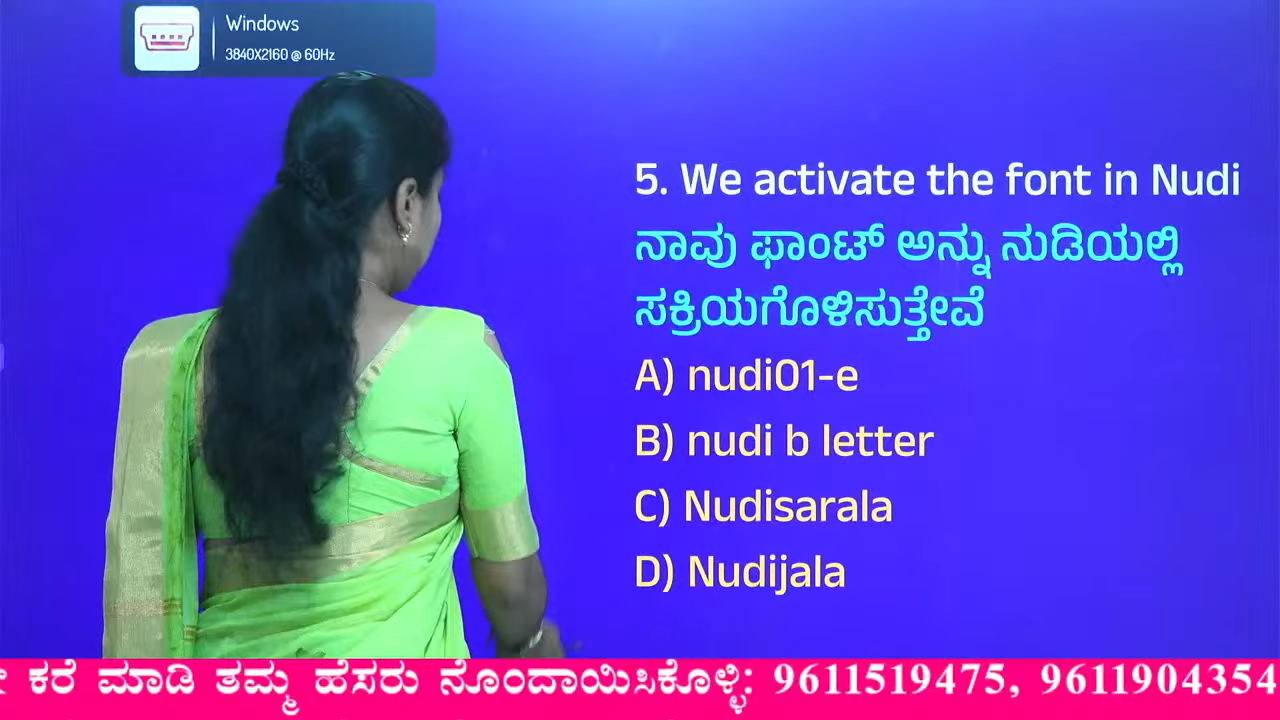 Windows
3840X2160 @ 60Hz
5. We activate the font in Nudi
ನಾವು ಫಾಂಟ್ ಅನ್ನು ನುಡಿಯಲ್ಲಿ
ಸಕ್ರಿಯಗೊಳಿಸುತ್ತೇವೆ
A) nudi01-e
B) nudi b letter
C) Nudisarala
D) Nudijala
ಕರೆ ಮಾಡಿ ತಮ್ಮ ಹೆಸರು ನೊಂದಾಯಿಸಿಕೊಳ್ಳಿ: 9611519475, 9611904354